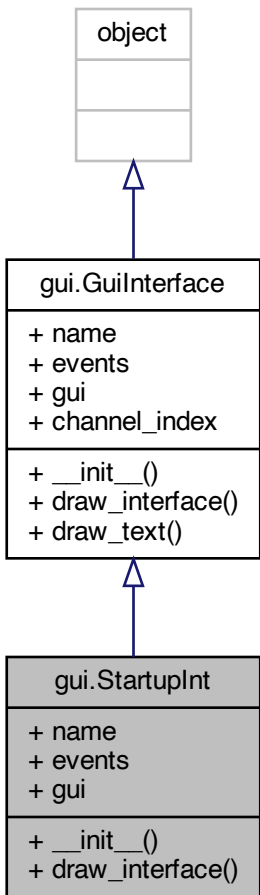 object
gui.GuiInterface
+ name
+ events
+ gui
+ channel_index
+ __init__()
+ draw_interface()
+ draw_text()
gui.StartupInt
+ name
+ events
+ gui
+ __init__()
+ draw_interface()